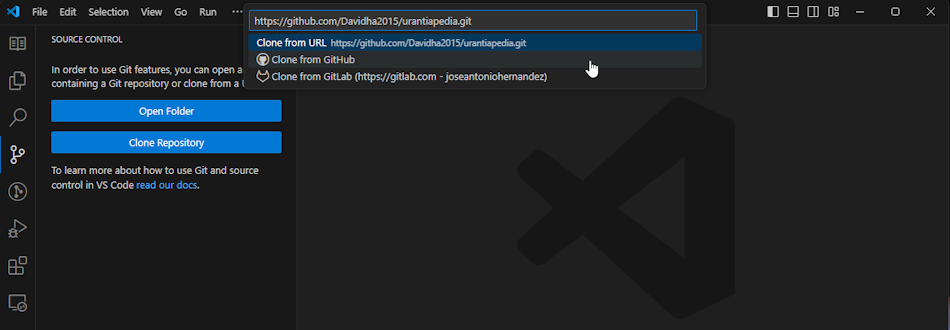 File Edit Selection View Go Run ···
https://github.com/Davidha2015/urantiapedia.git
Clone from URL https://github.com/Davidha2015/urantiapedia.git
Clone from GitHub
Clone from GitLab (https://gitlab.com - joseantoniohernandez)
SOURCE CONTROL
In order to use Git features, you can open a
containing a Git repository or clone from a U
Open Folder
Clone Repository
To learn more about how to use Git and source
control in VS Code read our docs.